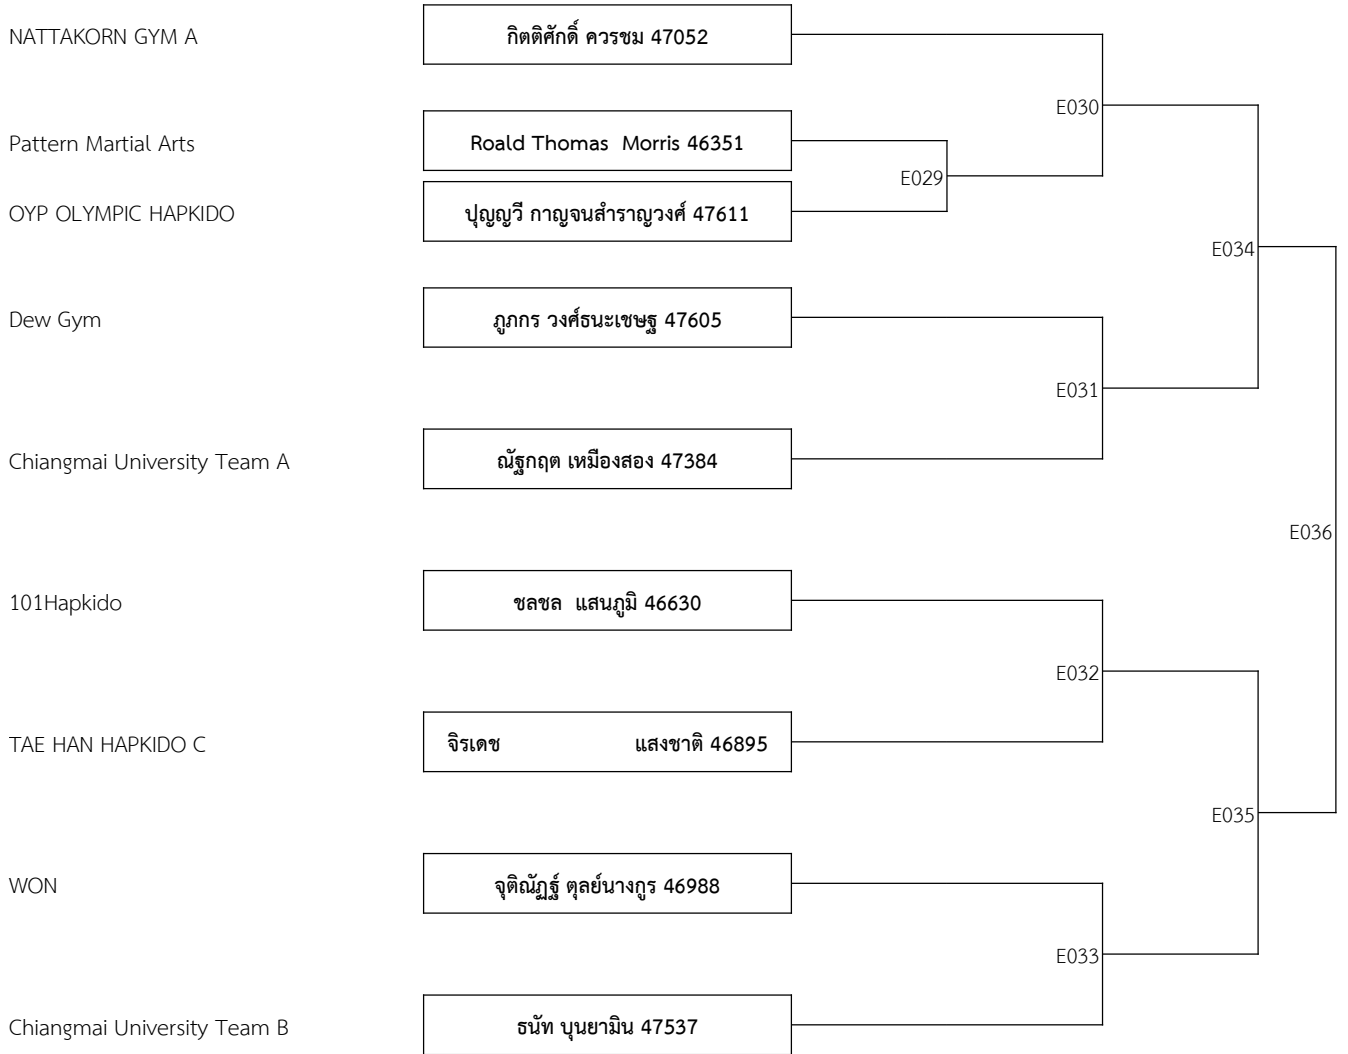 NATTAKORN GYM A กิตติศักดิ์ ควรชม 47052
E030
Pattern Martial Arts Roald Thomas  Morris 46351
E029
OYP OLYMPIC HAPKIDO ปุญญวี กาญจนสำราญวงศ์ 47611
E034
Dew Gym ภูภกร วงศ์ธนะเชษฐ 47605
E031
Chiangmai University Team A ณัฐกฤต เหมืองสอง 47384
E036
101Hapkido ชลชล  แสนภูมิ 46630
E032
TAE HAN HAPKIDO C จิรเดช แสงชาติ 46895
E035
WON จุติณัฏฐ์ ตุลย์นางกูร 46988
E033
Chiangmai University Team B ธนัท บุนยามิน 47537